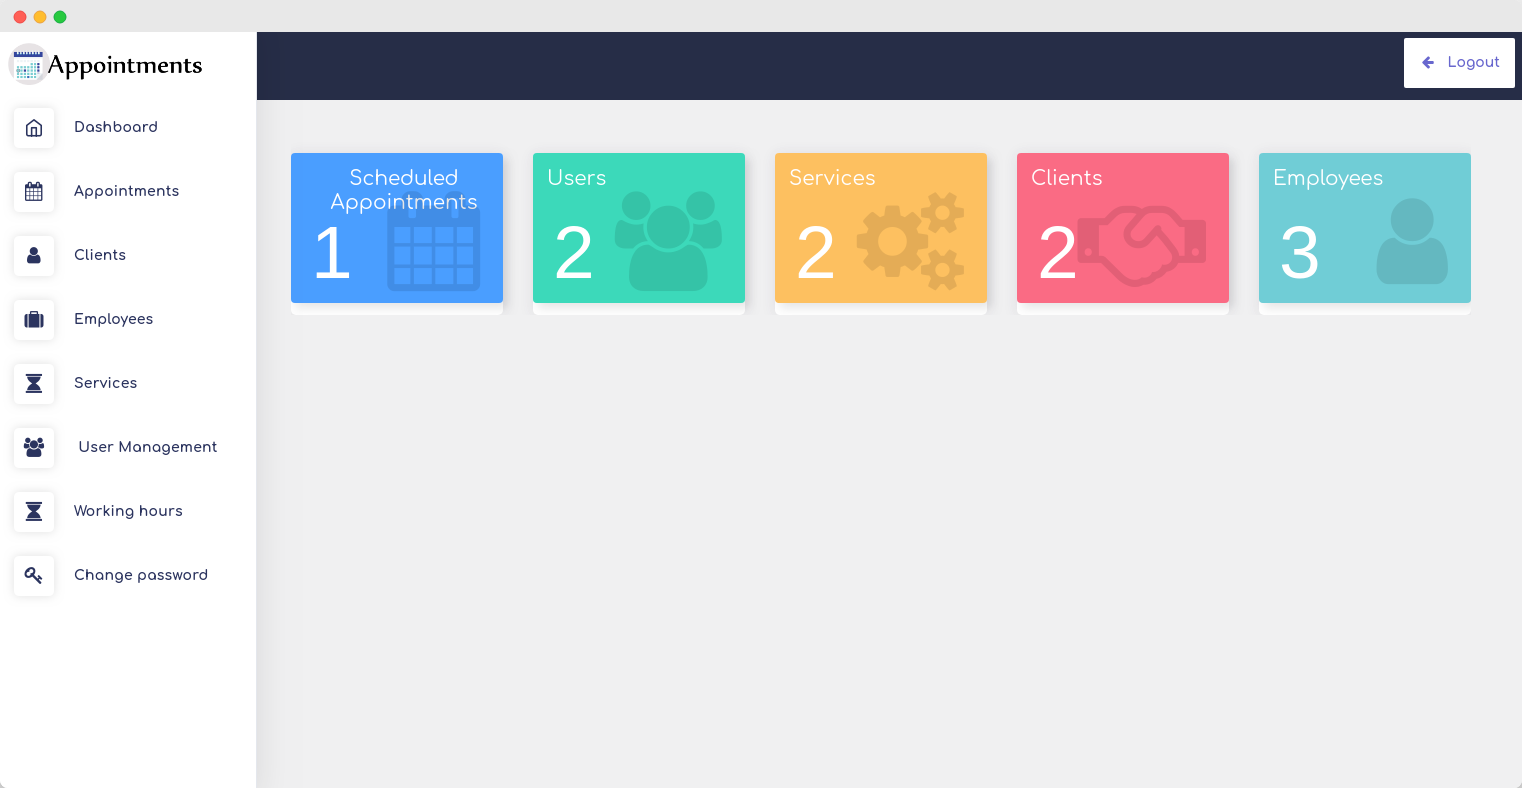 Appointments
Logout
Dashboard
Appointments
Clients
Employees
Services
User Management
Working hours
Change password
Scheduled
Appointments
1
Users
2
Services
2
Clients
2
Employees
3